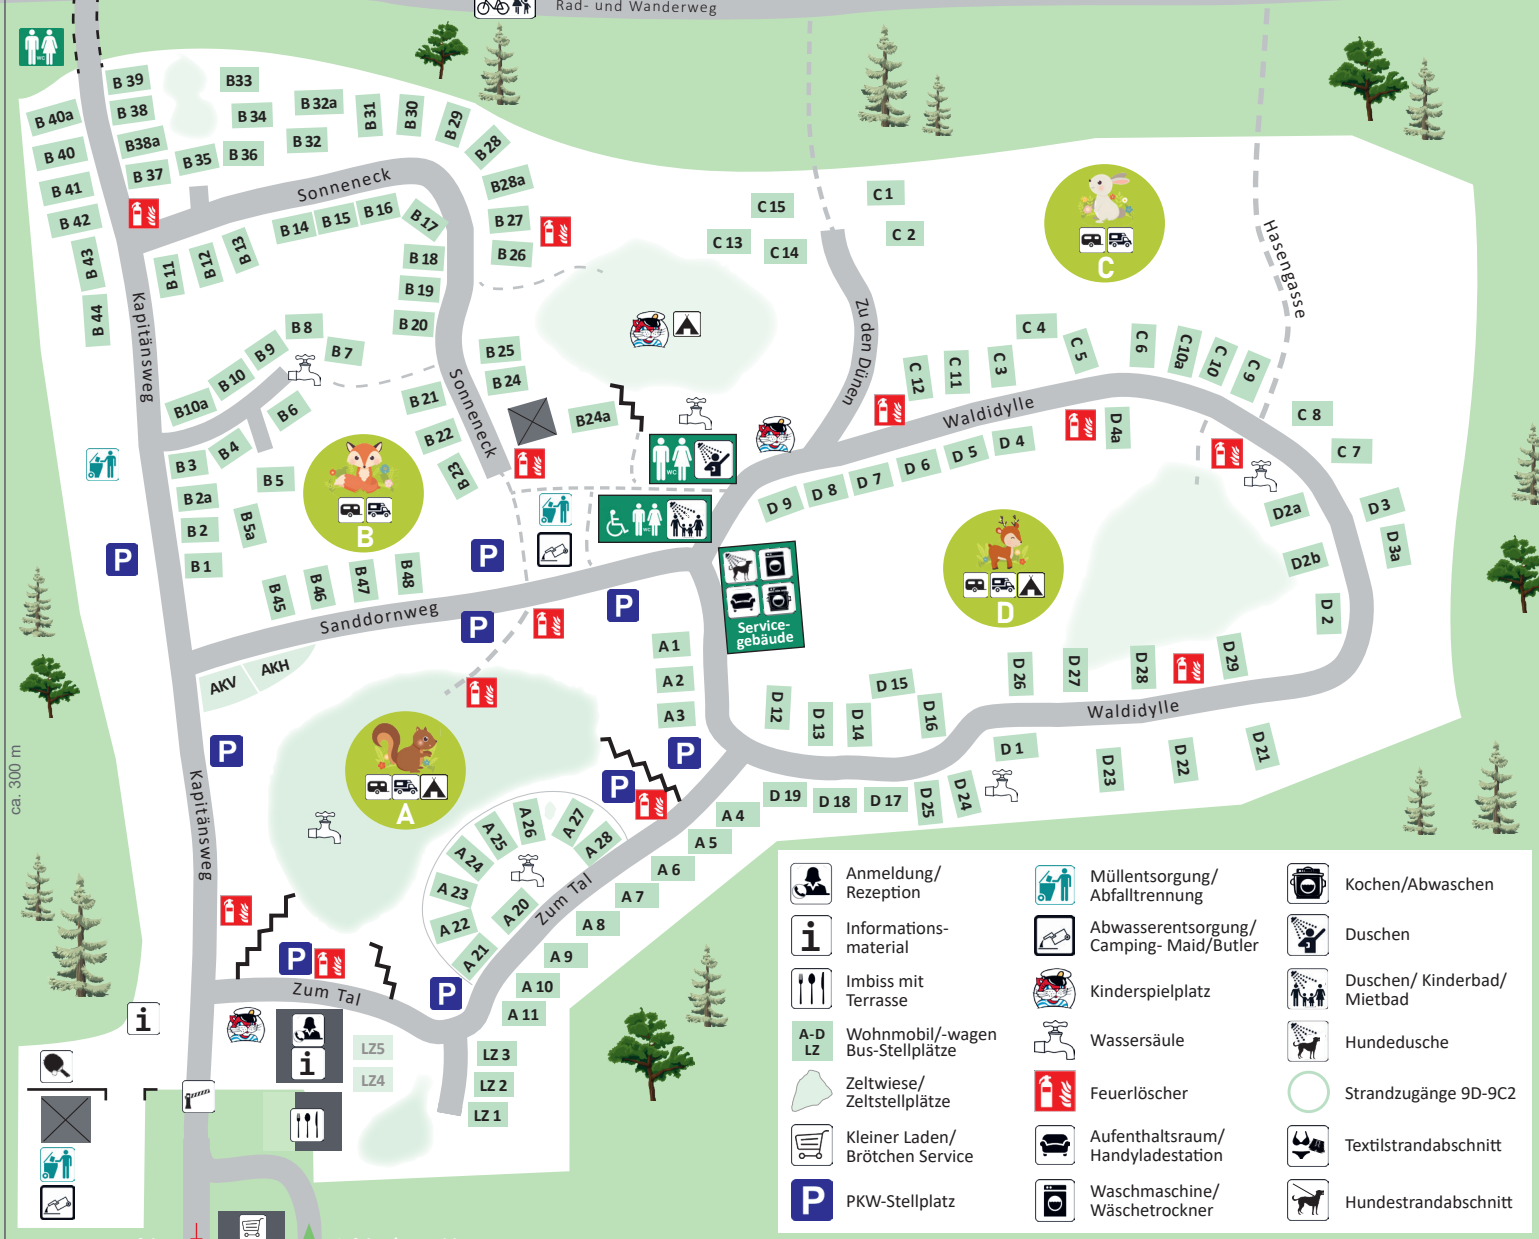 Rad- und Wanderweg
WC
B 39
B33
B 40a
B 38
B 34
B 32a
B 31
B 30
B 29
B 40
B38a
B 35
B 36
B 32
B 28
B 41
B 37
B28a
B 42
Sonneneck
B 14
B 15
B 16
B 17
B 27
B 43
B 11
B 12
B 13
B 18
B 26
B 44
B 19
B 20
Kapitänsweg
B 8
B 9
B 7
B 10
B10a
B 6
B 4
B 3
B 5
B 2a
B 2
B5a
B 1
B
B 25
B 24
B 21
Sonneneck
B24a
B 22
B 23
B 45
B 46
B 47
B 48
Sanddornweg
AKV
AKH
P
P
P
P
C 15
C 13
C 14
C 1
C 2
C
Hasengasse
Zu den Dünen
C 4
C 5
C 6
C10a
C 10
C 9
C 12
C 11
C 3
C 8
C 7
Waldidylle
D 4a
D 4
D 5
D 6
D 7
D 8
D 9
WC
D2a
D 3
D 3a
D2b
D 2
D
Service-
gebäude
A 1
A 2
A 3
D 12
D 13
D 14
D 15
D 16
D 26
D 27
D 28
D 29
Waldidylle
D 1
D 23
D 22
D 21
D 19
D 18
D 17
D 25
D 24
ca. 300 m
Kapitänsweg
P
P
P
A
A 4
A 5
A 6
A 7
A 8
A 9
A 10
A 11
A 26
A 27
A 25
A 28
A 24
A 23
A 22
A 20
A 21
Zum Tal
P
P
Zum Tal
i
i
LZ5
LZ4
LZ 3
LZ 2
LZ 1
Anmeldung/
Rezeption
i
Informations-
material
Imbiss mit
Terrasse
A-D
LZ
Wohnmobil/-wagen
Bus-Stellplätze
Zeltwiese/
Zeltstellplätze
Kleiner Laden/
Brötchen Service
P
PKW-Stellplatz
Müllentsorgung/
Abfalltrennung
Abwasserentsorgung/
Camping- Maid/Butler
Kinderspielplatz
Wassersäule
Feuerlöscher
Aufenthaltsraum/
Handyladestation
Waschmaschine/
Wäschetrockner
Kochen/Abwaschen
Duschen
Duschen/ Kinderbad/
Mietbad
Hundedusche
Strandzugänge 9D-9C2
Textilstrandabschnitt
Hundestrandabschnitt